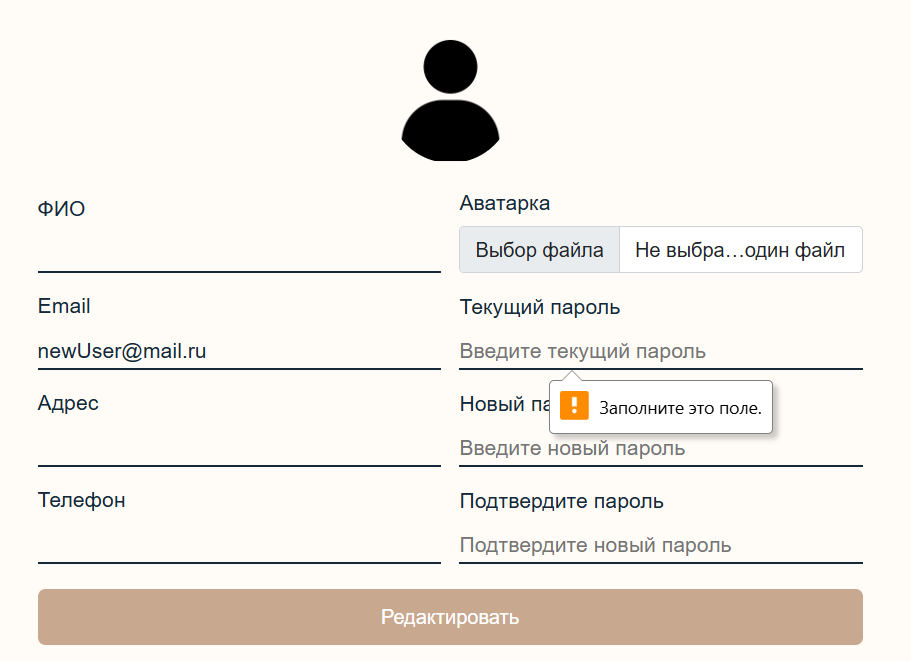 ФИО
Аватарка
Выбор файла
Не выбра…один файл
Email
newUser@mail.ru
Текущий пароль
Введите текущий пароль
Заполните это поле.
Адрес
Новый па
Введите новый пароль
Телефон
Подтвердите пароль
Подтвердите новый пароль
Редактировать